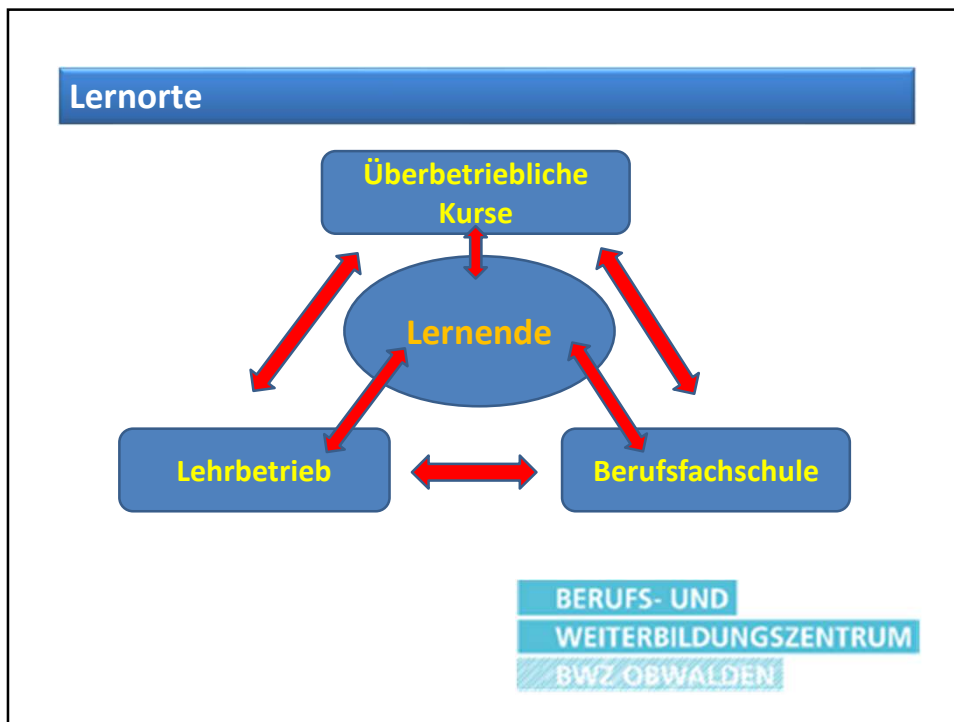 Lernorte
Überbetriebliche
Kurse
Lernende
Lehrbetrieb
Berufsfachschule
BERUFS- UND
WEITERBILDUNGSZENTRUM
BWZ OBWALDEN